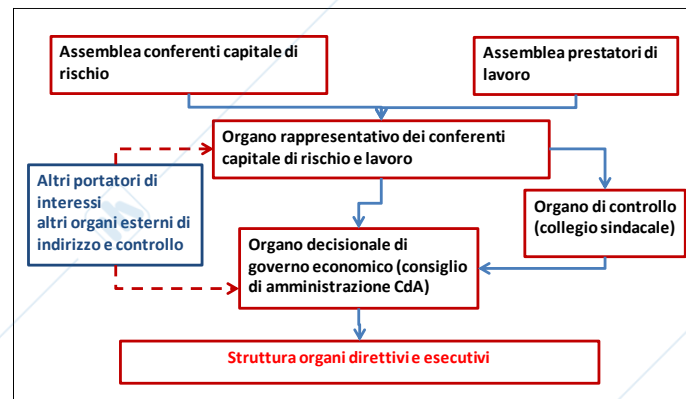 Assemblea conferenti capitale di
rischio
Assemblea prestatori di
lavoro
Organo rappresentativo dei conferenti
capitale di rischio e lavoro
Altri portatori di
interessi
altri organi esterni di
indirizzo e controllo
Organo di controllo
(collegio sindacale)
Organo decisionale di
governo economico (consiglio
di amministrazione CdA)
Struttura organi direttivi e esecutivi